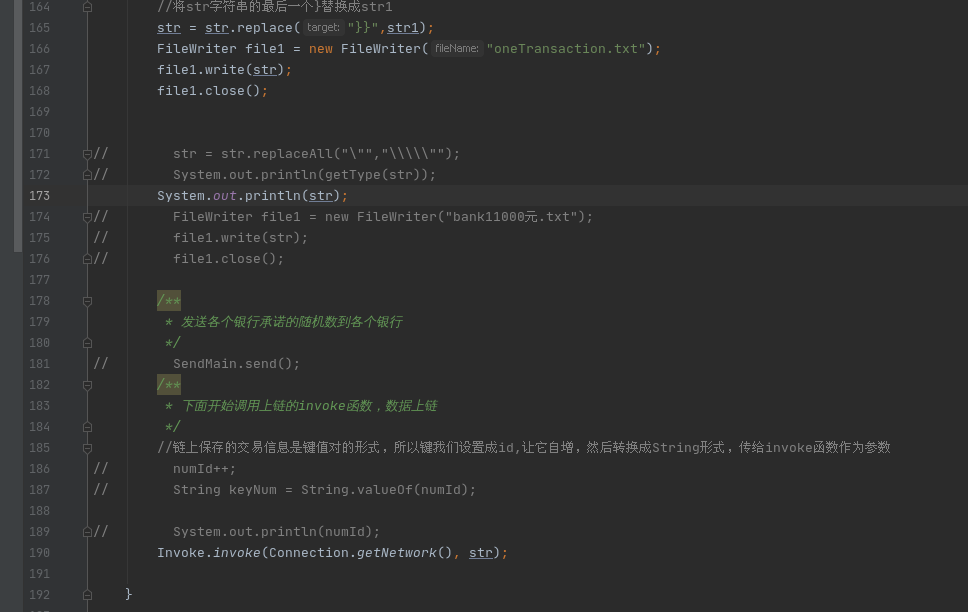 164 //将str字符串的最后一个}替换成str1
165 str = str.replace( target: "}}",str1);
166 FileWriter file1 = new FileWriter( fileName: "oneTransaction.txt");
167 file1.write(str);
168 file1.close();
169
170
171 // str = str.replaceAll("\"","\\\\\"");
172 // System.out.println(getType(str));
173 System.out.println(str);
174 // FileWriter file1 = new FileWriter("bank11000元.txt");
175 // file1.write(str);
176 // file1.close();
177
178 /**
179 * 发送各个银行承诺的随机数到各个银行
180 */
181 // SendMain.send();
182 /**
183 * 下面开始调用上链的invoke函数，数据上链
184 */
185 //链上保存的交易信息是键值对的形式，所以键我们设置成id,让它自增，然后转换成String形式，传给invoke函数作为参数
186 // numId++;
187 // String keyNum = String.valueOf(numId);
188
189 // System.out.println(numId);
190 Invoke.invoke(Connection.getNetwork(), str);
191
192 }